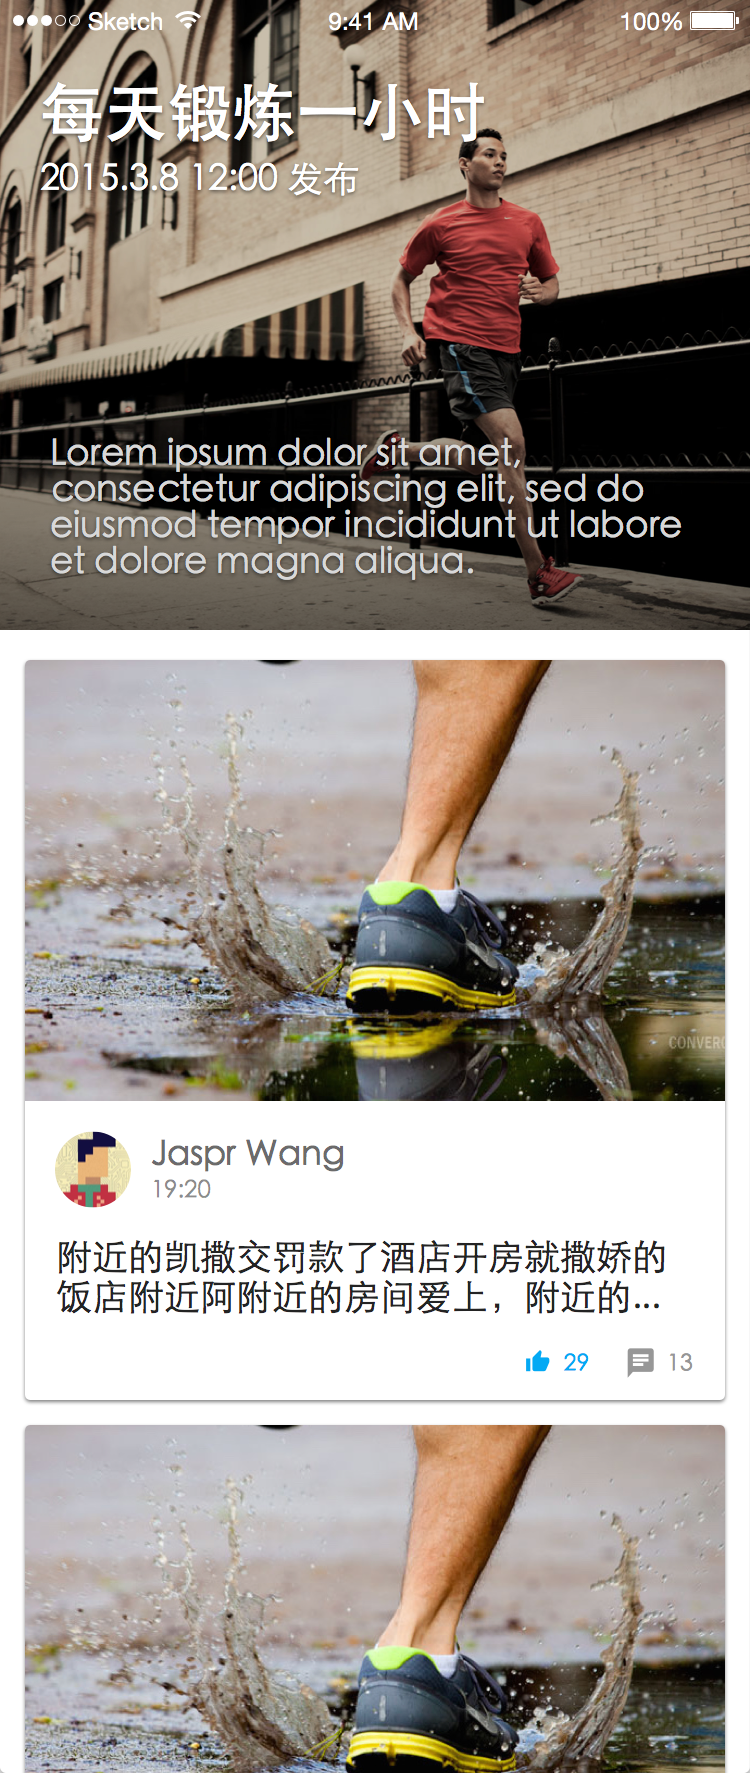 Sketch 9:41 AM 100%
每天锻炼一小时
2015.3.8 12:00 发布
Lorem ipsum dolor sit amet,
consectetur adipiscing elit, sed do
eiusmod tempor incididunt ut labore
et dolore magna aliqua.
CONVERG
Jaspr Wang
19:20
附近的凯撒交罚款了酒店开房就撒娇的
饭店附近阿附近的房间爱上，附近的...
29 13